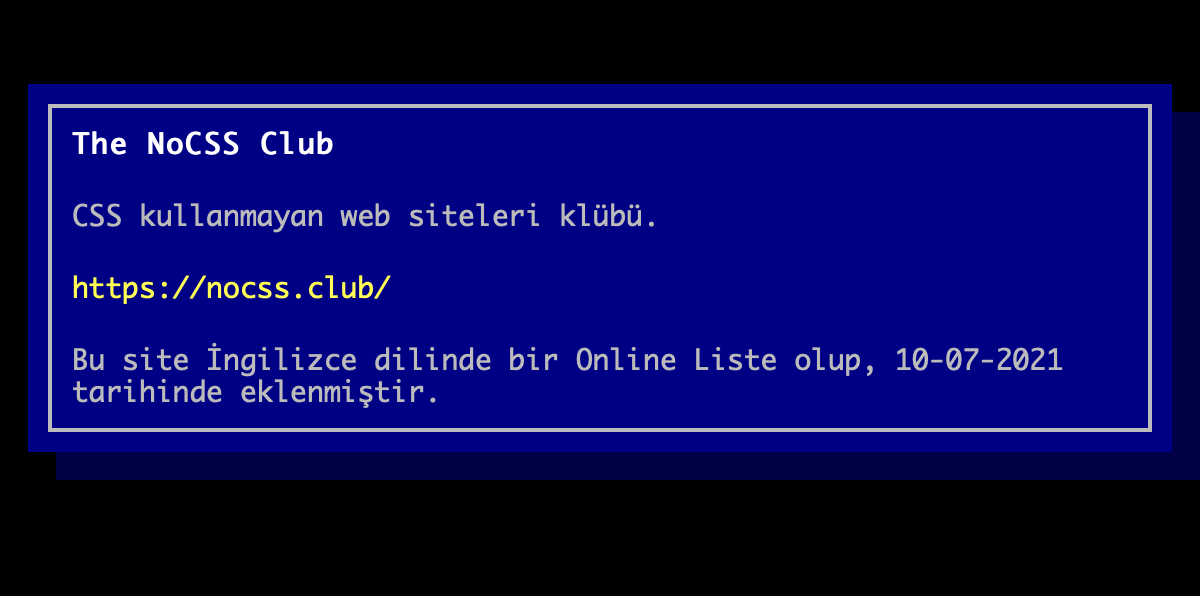 The NoCSS Club
CSS kullanmayan web siteleri klübü.
https://nocss.club/
Bu site İngilizce dilinde bir Online Liste olup, 10-07-2021
tarihinde eklenmiştir.